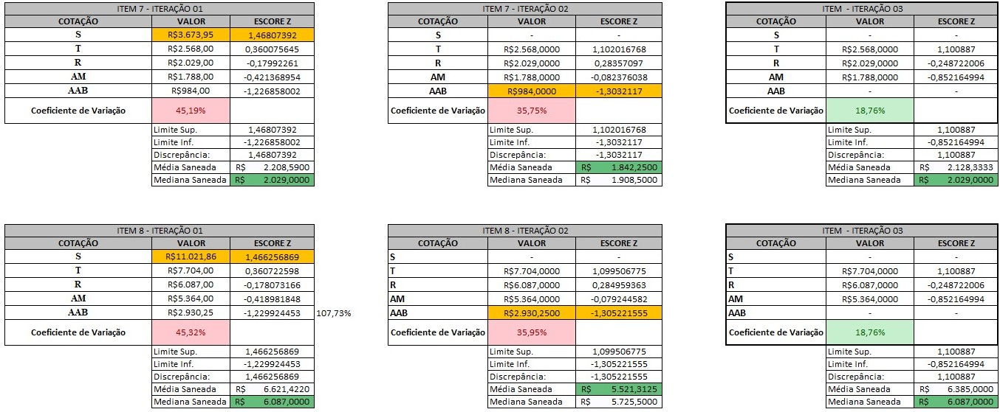 ITEM 7 - ITERAÇÃO 01
COTAÇÃO VALOR ESCORE Z
S R$3.673,95 1,46807392
T R$2.568,00 0,360075645
R R$2.029,00 -0,17992261
AM R$1.788,00 -0,421368954
AAB R$984,00 -1,226858002
Coeficiente de Variação 45,19%
Limite Sup. 1,46807392
Limite Inf. -1,226858002
Discrepância: 1,46807392
Média Saneada R$ 2.208,5900
Mediana Saneada R$ 2.029,0000
ITEM 7 - ITERAÇÃO 02
COTAÇÃO VALOR ESCORE Z
S - -
T R$2.568,0000 1,102016768
R R$2.029,0000 0,28357097
AM R$1.788,0000 -0,082376038
AAB R$984,0000 -1,3032117
Coeficiente de Variação 35,75%
Limite Sup. 1,102016768
Limite Inf. -1,3032117
Discrepância: -1,3032117
Média Saneada R$ 1.842,2500
Mediana Saneada R$ 1.908,5000
ITEM - ITERAÇÃO 03
COTAÇÃO VALOR ESCORE Z
S - -
T R$2.568,0000 1,100887
R R$2.029,0000 -0,248722006
AM R$1.788,0000 -0,852164994
AAB - -
Coeficiente de Variação 18,76%
Limite Sup. 1,100887
Limite Inf. -0,852164994
Discrepância: 1,100887
Média Saneada R$ 2.128,3333
Mediana Saneada R$ 2.029,0000
ITEM 8 - ITERAÇÃO 01
COTAÇÃO VALOR ESCORE Z
S R$11.021,86 1,466256869
T R$7.704,00 0,360722598
R R$6.087,00 -0,178073166
AM R$5.364,00 -0,418981848
AAB R$2.930,25 -1,229924453 107,73%
Coeficiente de Variação 45,32%
Limite Sup. 1,466256869
Limite Inf. -1,229924453
Discrepância: 1,466256869
Média Saneada R$ 6.621,4220
Mediana Saneada R$ 6.087,0000
ITEM 8 - ITERAÇÃO 02
COTAÇÃO VALOR ESCORE Z
S - -
T R$7.704,0000 1,099506775
R R$6.087,0000 0,284959363
AM R$5.364,0000 -0,079244582
AAB R$2.930,2500 -1,305221555
Coeficiente de Variação 35,95%
Limite Sup. 1,099506775
Limite Inf. -1,305221555
Discrepância: -1,305221555
Média Saneada R$ 5.521,3125
Mediana Saneada R$ 5.725,5000
ITEM - ITERAÇÃO 03
COTAÇÃO VALOR ESCORE Z
S - -
T R$7.704,0000 1,100887
R R$6.087,0000 -0,248722006
AM R$5.364,0000 -0,852164994
AAB - -
Coeficiente de Variação 18,76%
Limite Sup. 1,100887
Limite Inf. -0,852164994
Discrepância: 1,100887
Média Saneada R$ 6.385,0000
Mediana Saneada R$ 6.087,0000